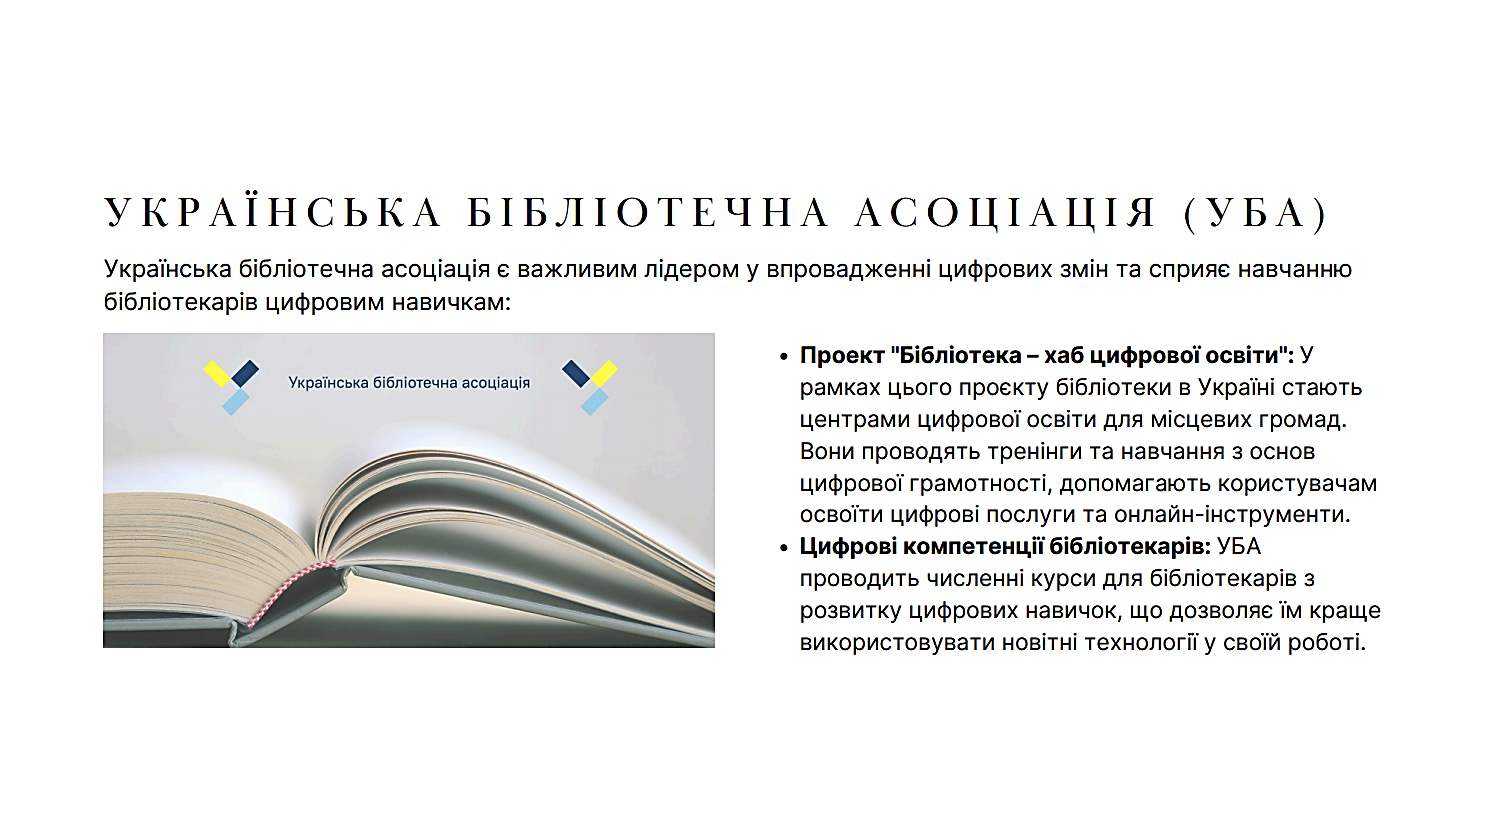 УКРАЇНСЬКА БІБЛІОТЕЧНА АСОЦІАЦІЯ (УБА)
Українська бібліотечна асоціація є важливим лідером у впровадженні цифрових змін та сприяє навчанню
бібліотекарів цифровим навичкам:
Українська бібліотечна асоціація
• Проект "Бібліотека – хаб цифрової освіти": У
рамках цього проєкту бібліотеки в Україні стають
центрами цифрової освіти для місцевих громад.
Вони проводять тренінги та навчання з основ
цифрової грамотності, допомагають користувачам
освоїти цифрові послуги та онлайн-інструменти.
• Цифрові компетенції бібліотекарів: УБА
проводить численні курси для бібліотекарів з
розвитку цифрових навичок, що дозволяє їм краще
використовувати новітні технології у своїй роботі.